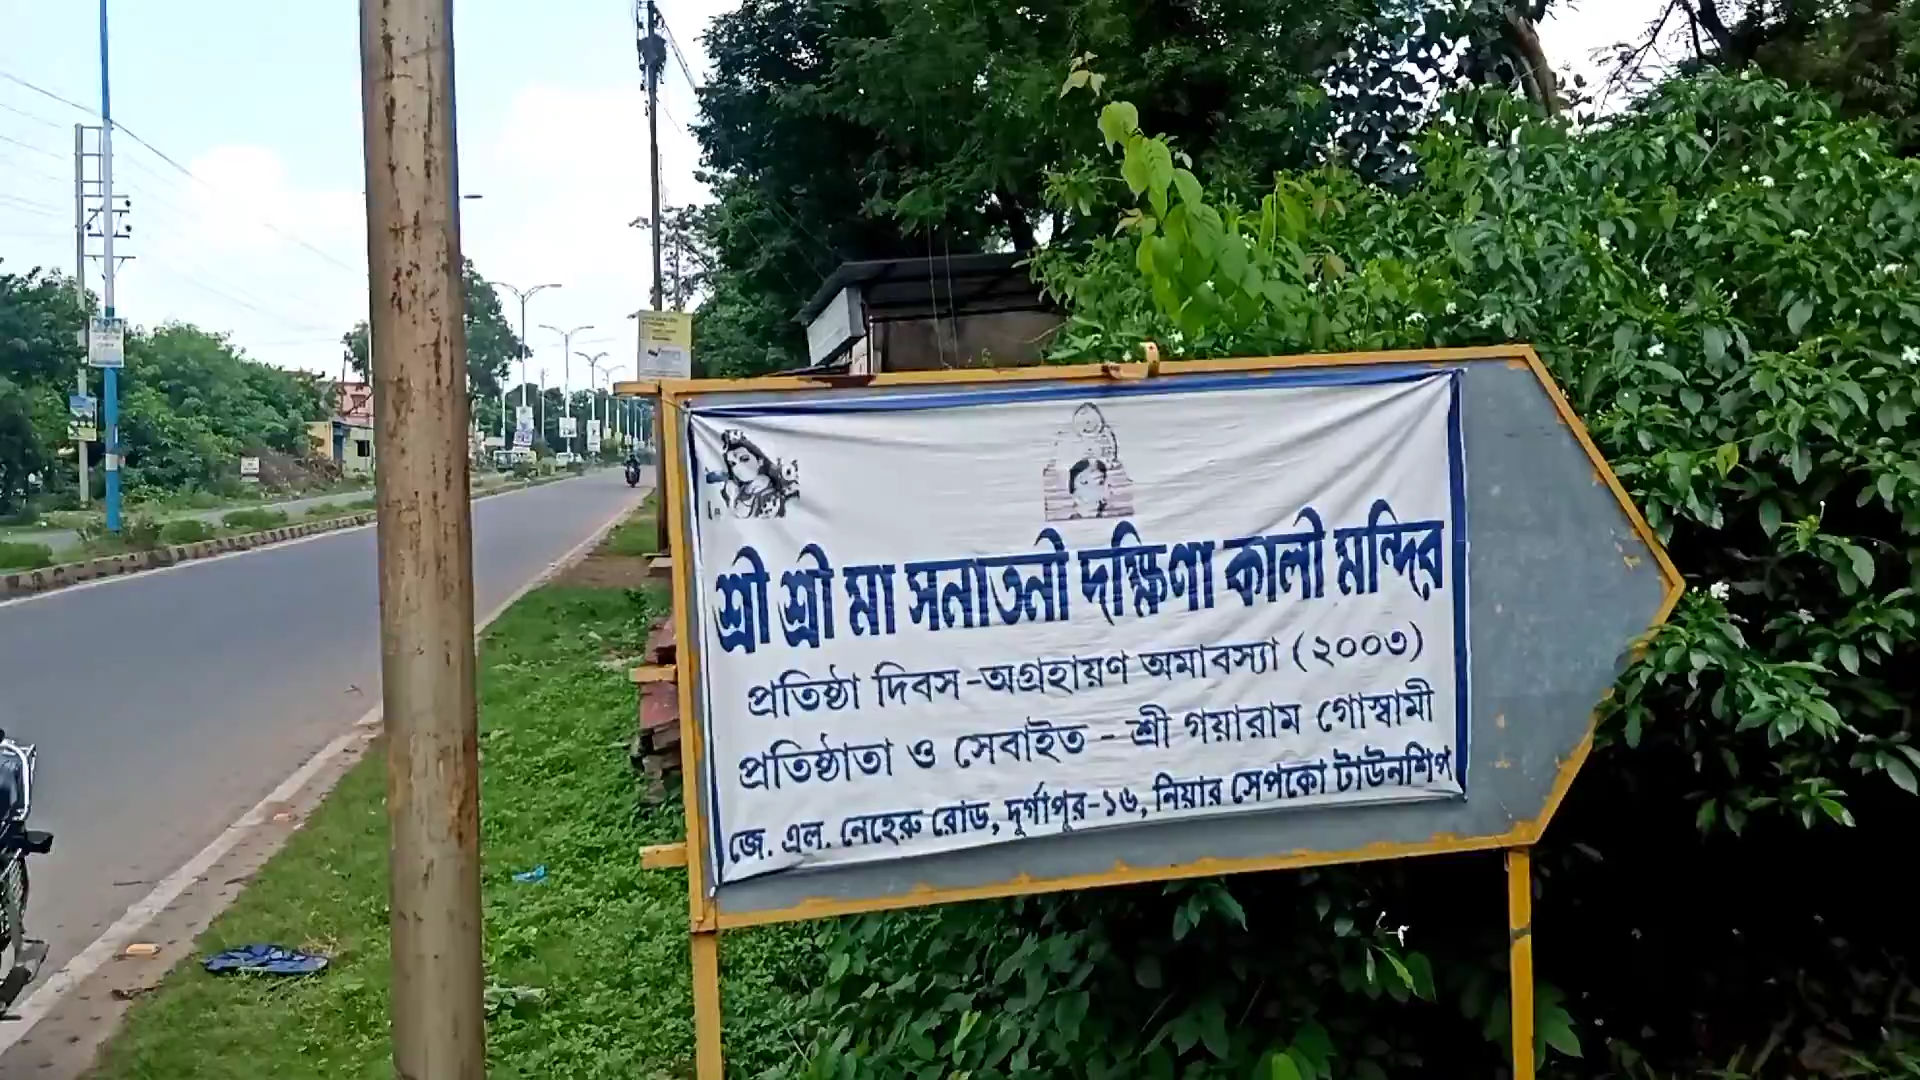 শ্রী শ্রী মা সনাতনী দক্ষিণা কালী মন্দির
প্রতিষ্ঠা দিবস-অগ্রহায়ণ অমাবস্যা (২০০৩)
প্রতিষ্ঠাতা ও সেবাইত - শ্রী গয়ারাম গোস্বামী
জে. এল. নেহেরু রোড, দূর্গাপূর-১৬, নিয়ার সেপকো টাউনশিপ